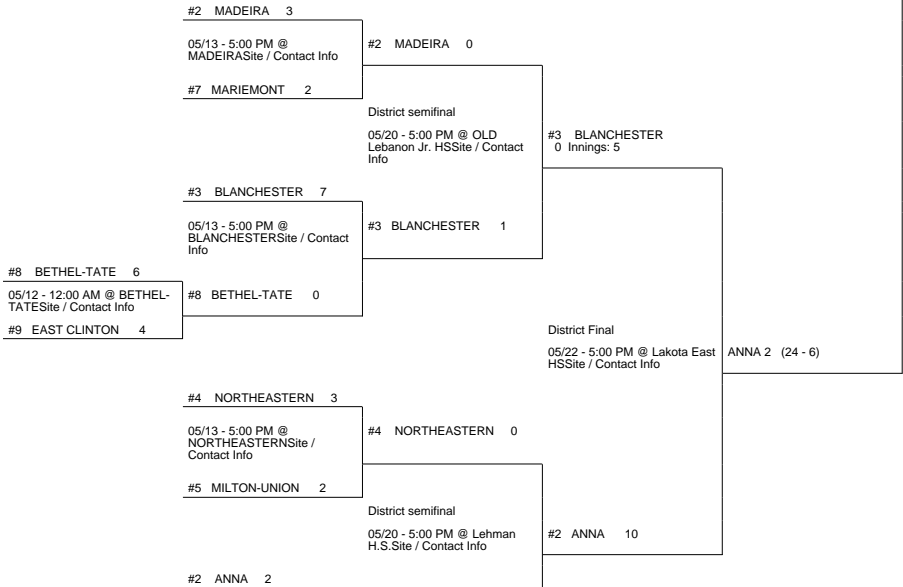 #2 MADEIRA 3
05/13 - 5:00 PM @
MADEIRASite / Contact Info
#2 MADEIRA 0
#7 MARIEMONT 2
District semifinal
05/20 - 5:00 PM @ OLD
Lebanon Jr. HSSite / Contact
Info
#3 BLANCHESTER
0 Innings: 5
#3 BLANCHESTER 7
05/13 - 5:00 PM @
BLANCHESTERSite / Contact
Info
#3 BLANCHESTER 1
#8 BETHEL-TATE 6
05/12 - 12:00 AM @ BETHEL-
TATESite / Contact Info
#8 BETHEL-TATE 0
#9 EAST CLINTON 4
District Final
05/22 - 5:00 PM @ Lakota East
HSSite / Contact Info
ANNA 2 (24 - 6)
#4 NORTHEASTERN 3
05/13 - 5:00 PM @
NORTHEASTERNSite /
Contact Info
#4 NORTHEASTERN 0
#5 MILTON-UNION 2
District semifinal
05/20 - 5:00 PM @ Lehman
H.S.Site / Contact Info
#2 ANNA 10
#2 ANNA 2